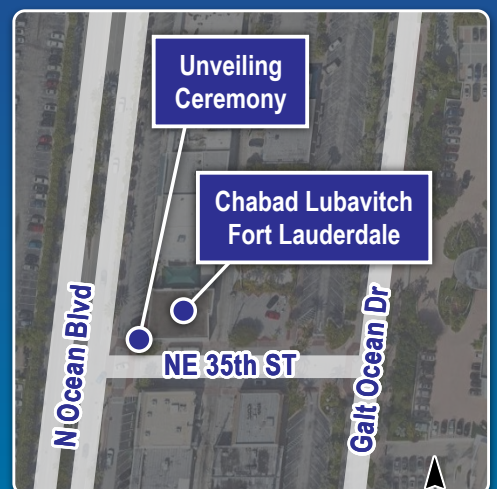 Unveiling
Ceremony
Chabad Lubavitch
Fort Lauderdale
N Ocean Blvd
NE 35th ST
Galt Ocean Dr